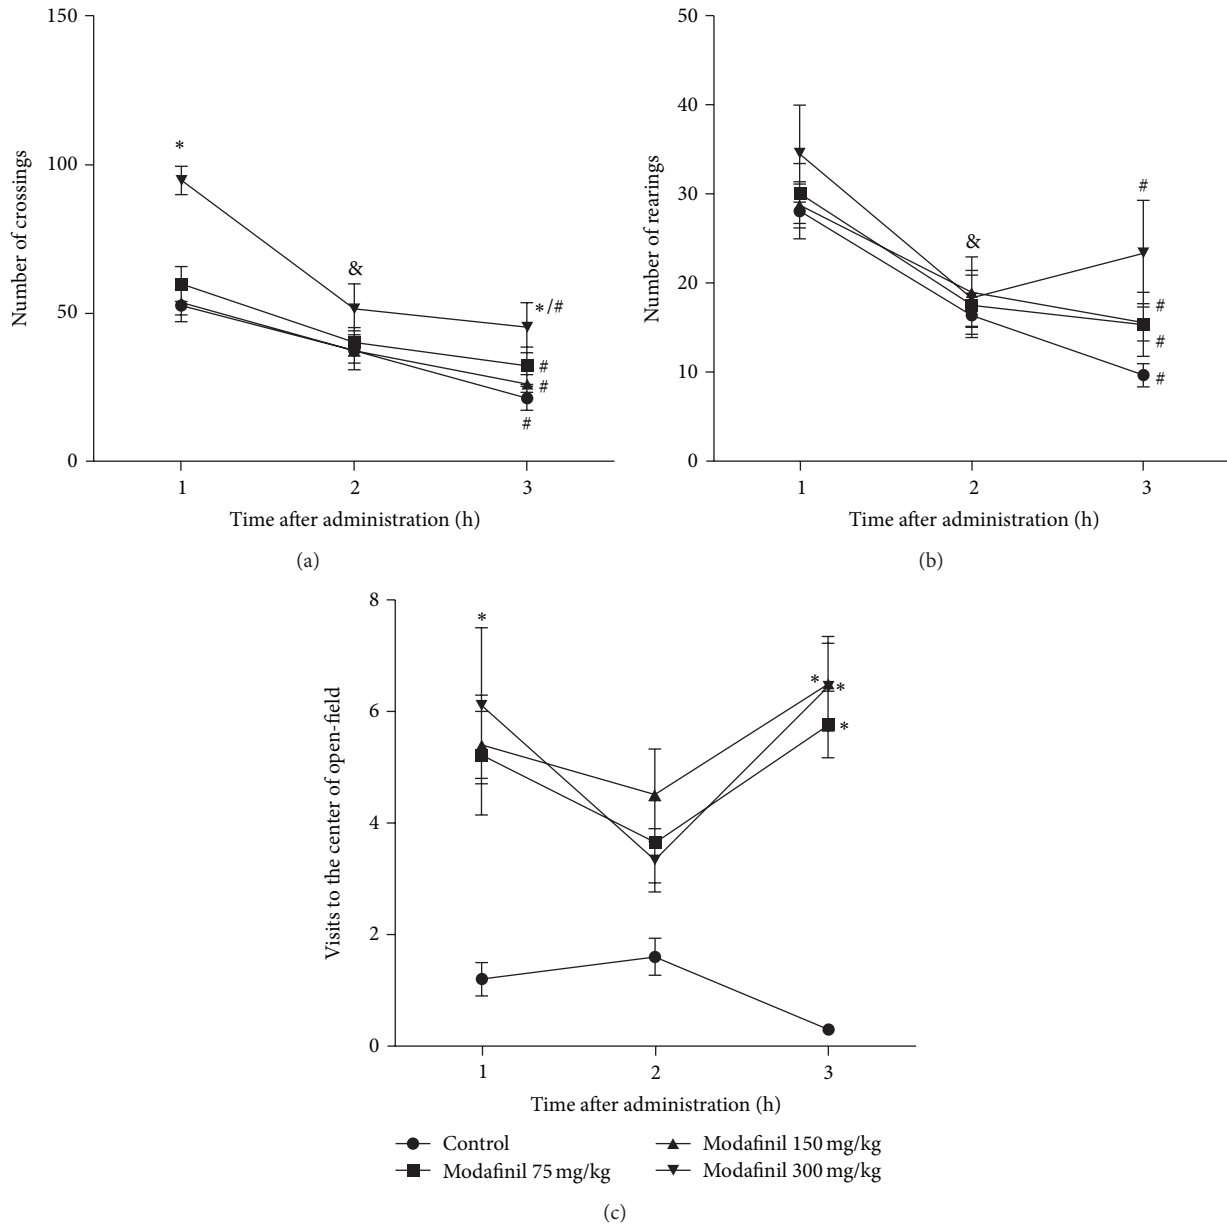 150
100
50
0
Number of crossings
*
&
*/#
#
#
#
1 2 3
Time after administration (h)
(a)
50
40
30
20
10
0
Number of rearings
&
#
#
#
#
1 2 3
Time after administration (h)
(b)
8
6
4
2
0
Visits to the center of open-field
*
* *
*
1 2 3
Time after administration (h)
Control
Modafinil 75 mg/kg
Modafinil 150 mg/kg
Modafinil 300 mg/kg
(c)